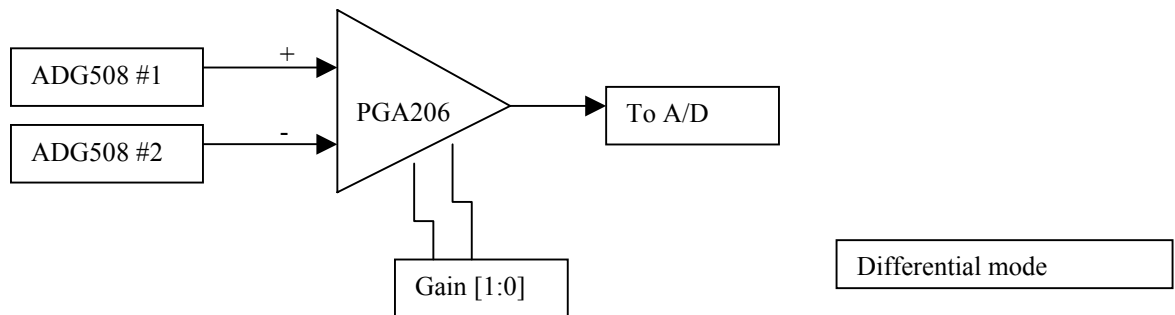 +
ADG508 #1
PGA206
To A/D
-
ADG508 #2
Gain [1:0]
Differential mode